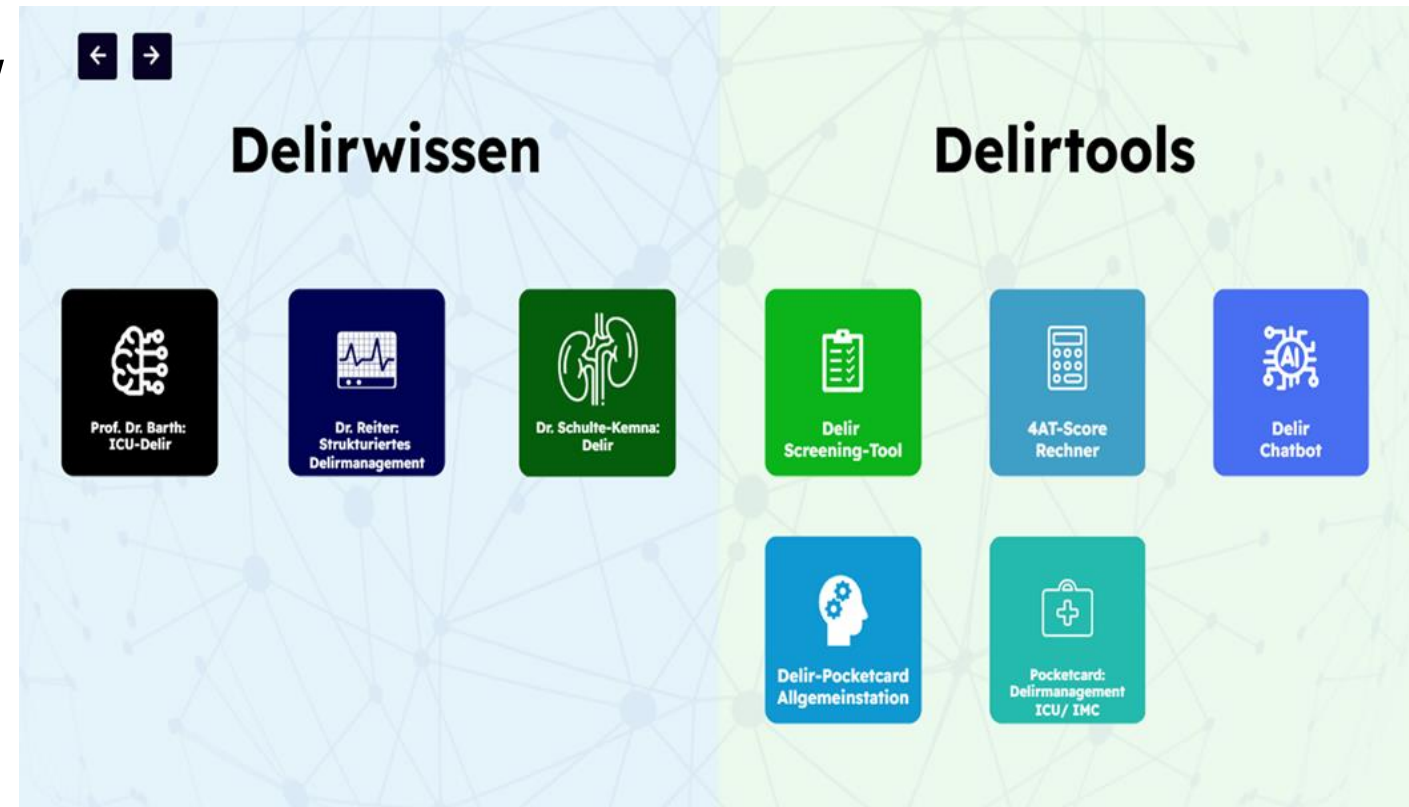 Delirwissen
Prof. Dr. Barth:
ICU-Delir
Dr. Reiter:
Strukturiertes
Delirmanagement
Dr. Schulte-Kemna:
Delir
Delirtools
Delir
Screening-Tool
4AT-Score
Rechner
AI
Delir
Chatbot
Delir-Pocketcard
Allgemeinstation
Pocketcard:
Delirmanagement
ICU/ IMC